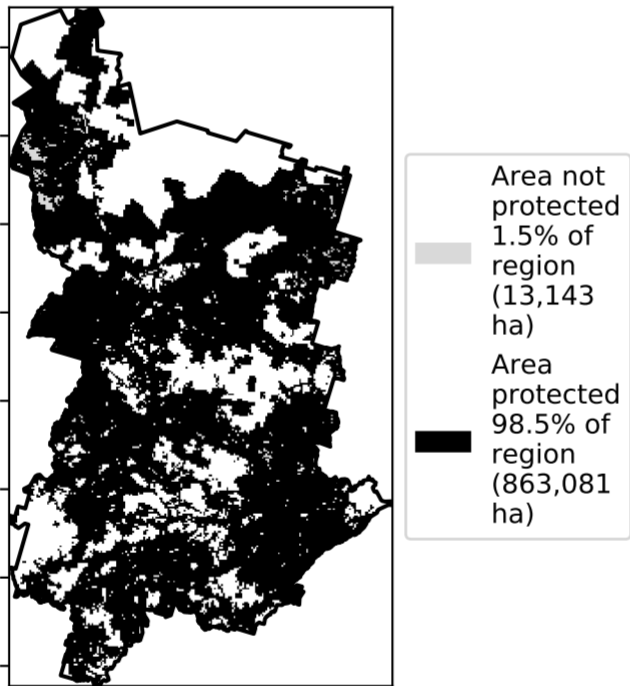 Area not
protected
1.5% of
region
(13,143
ha)
Area
protected
98.5% of
region
(863,081
ha)